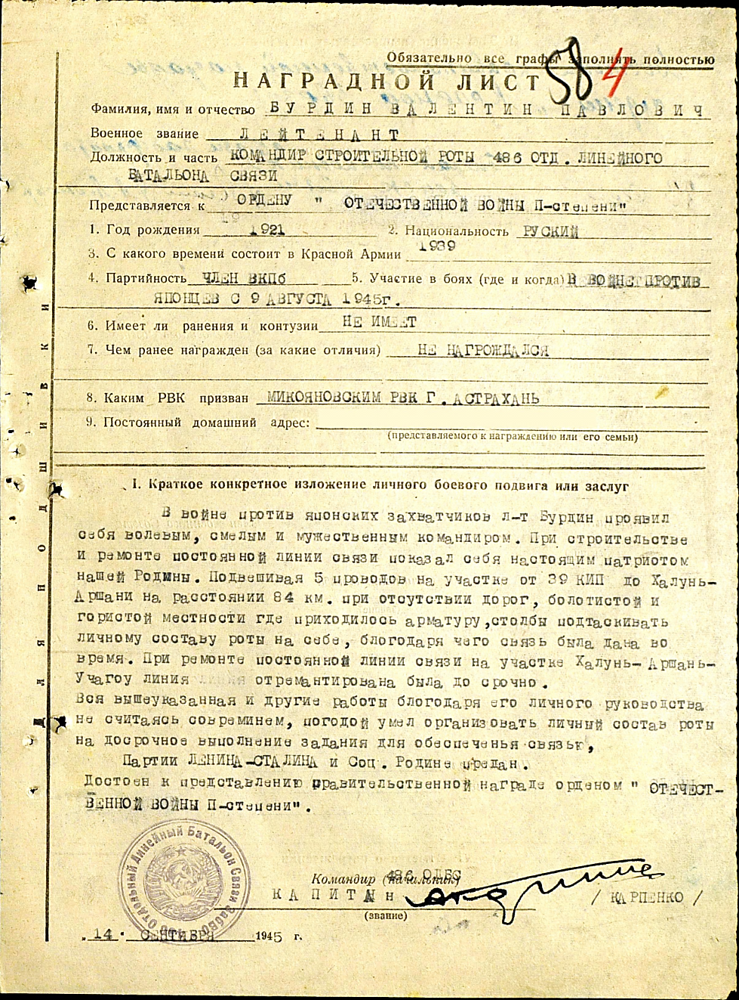 Обязательно все графы заполнять полностью
НАГРАДНОЙ ЛИСТ 58 4
Фамилия, имя и отчество БУРДИН ВАЛЕНТИН ПАВЛОВИЧ
Военное звание ЛЕЙТЕНАНТ
Должность и часть КОМАНДИР СТРОИТЕЛЬНОЙ РОТЫ 486 ОТД. ЛИНЕЙНОГО
БАТАЛЬОНА СВЯЗИ
Представляется к ОРДЕНУ " ОТЕЧЕСТВЕННОЙ ВОЙНЫ П-степени"
1. Год рождения 1921 2. Национальность РУСКИЙ
3. С какого времени состоит в Красной Армии 1939
4. Партийность ЧЛЕН ВКПб 5. Участие в боях (где и когда) В ВОЙНЕ ПРОТИВ
ЯПОНЦЕВ С 9 АВГУСТА 1945г.
6. Имеет ли ранения и контузии НЕ ИМЕЕТ
7. Чем ранее награжден (за какие отличия) НЕ НАГРОЖДАЛСЯ
8. Каким РВК призван МИКОЯНОВСКИМ РВК Г. АСТРАХАНЬ
9. Постоянный домашний адрес:
(представляемого к награждению или его семьи)
ДЛЯ ПОДШИВКИ
I. Краткое конкретное изложение личного боевого подвига или заслуг
В войне против японских захватчиков л-т Бурдин проявил
себя волевым, смелым и мужественным командиром. При строительстве
и ремонте постоянной линии связи показал себя настоящим патриотом
нашей Родины. Подвешивая 5 проводов на участке от 39 КИП до Халунь-
Аршани на расстоянии 84 км. при отсутствии дорог, болотистой и
гористой местности где приходилось арматуру, столбы подтаскивать
личному составу роты на себе, благодаря чего связь была дана во
время. При ремонте постоянной линии связи на участке Халунь-Аршань-
Учагоу линия линия отремантирована была до срочно.
Вся вышеуказанная и другие работы благодаря его личного руководства
не считаясь современем, погодой умел организовать личный состав роты
на досрочное выполнение задания для обеспеченья связью,
Партии ЛЕНИНА-СТАЛИНА и Соц. Родине предан.
Достоен к представлению правительственной награде орденом " ОТЕЧЕСТ-
ВЕННОЙ ВОЙНЫ П-степени".
486 Отдельный Линейный Батальон Связи ЗабВО
Командир (начальник) 486 ОЛБС
КАПИТАН / КАРПЕНКО /
(звание)
"14" СЕНТЯБРЯ 1945 г.